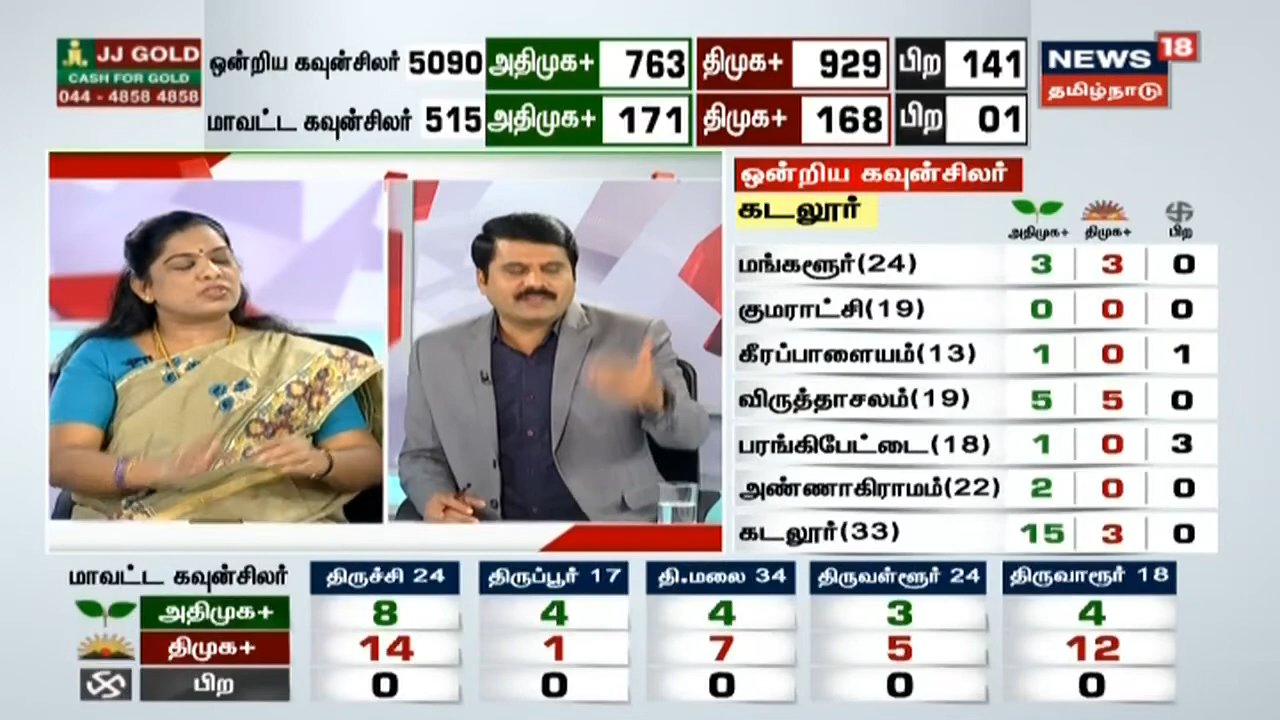 JJ GOLD
CASH FOR GOLD
044 - 4858 4858
ஒன்றிய கவுன்சிலர் 5090 அதிமுக+ 763 திமுக+ 929 பிற 141
மாவட்ட கவுன்சிலர் 515 அதிமுக+ 171 திமுக+ 168 பிற 01
NEWS 18
தமிழ்நாடு
ஒன்றிய கவுன்சிலர்
கடலூர்
அதிமுக+ திமுக+ பிற
மங்களூர்(24) 3 3 0
குமராட்சி(19) 0 0 0
கீரப்பாளையம்(13) 1 0 1
விருத்தாசலம்(19) 5 5 0
பரங்கிபேட்டை(18) 1 0 3
அண்ணாகிராமம்(22) 2 0 0
கடலூர்(33) 15 3 0
மாவட்ட கவுன்சிலர் திருச்சி 24 திருப்பூர் 17 தி.மலை 34 திருவள்ளூர் 24 திருவாரூர் 18
அதிமுக+ 8 4 4 3 4
திமுக+ 14 1 7 5 12
பிற 0 0 0 0 0